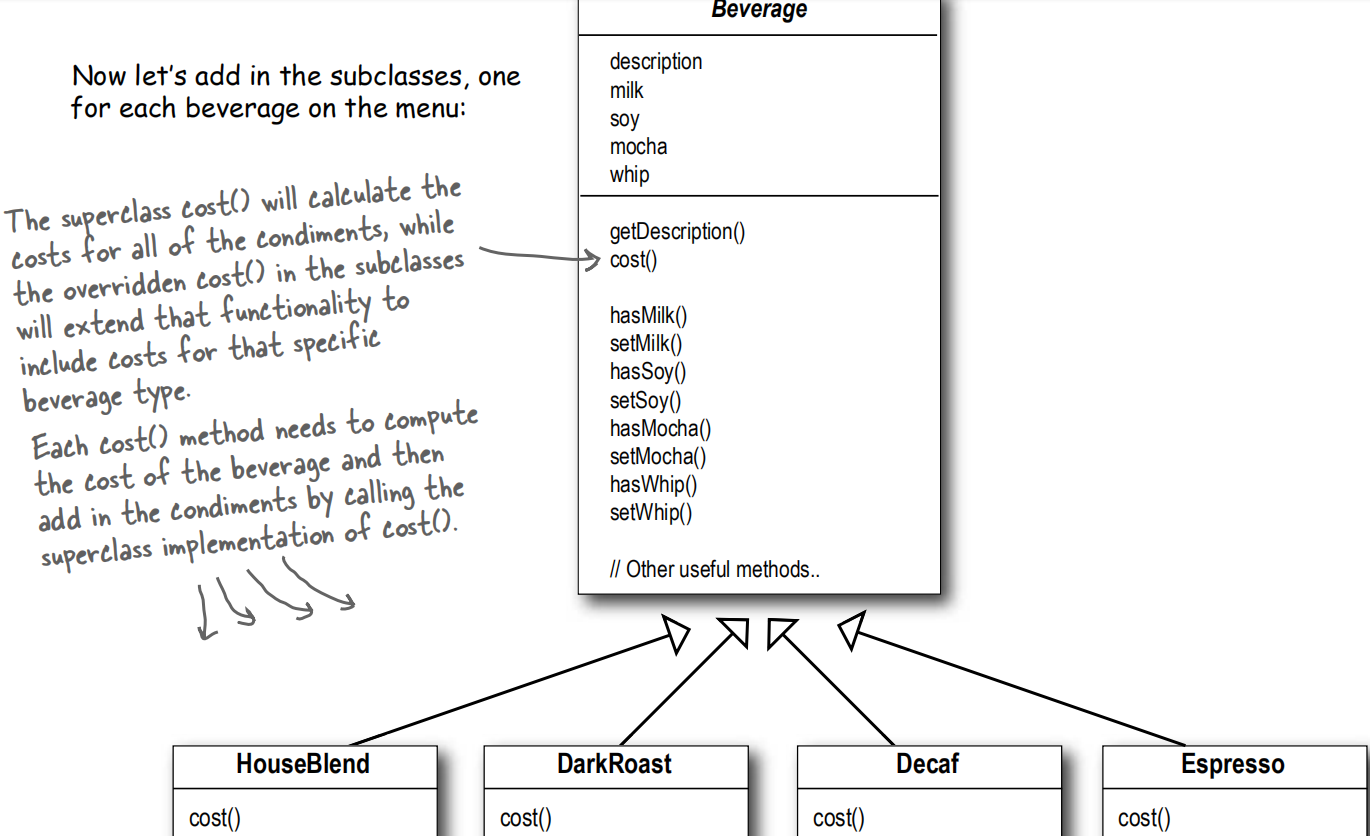 Beverage
Now let's add in the subclasses, one
for each beverage on the menu:
description
milk
soy
mocha
whip
The superclass cost() will calculate the
costs for all of the condiments, while
the overridden cost() in the subclasses
will extend that functionality to
include costs for that specific
beverage type.
Each cost() method needs to compute
the cost of the beverage and then
add in the condiments by calling the
superclass implementation of cost().
getDescription()
cost()
hasMilk()
setMilk()
hasSoy()
setSoy()
hasMocha()
setMocha()
hasWhip()
setWhip()
// Other useful methods..
HouseBlend
cost()
DarkRoast
cost()
Decaf
cost()
Espresso
cost()